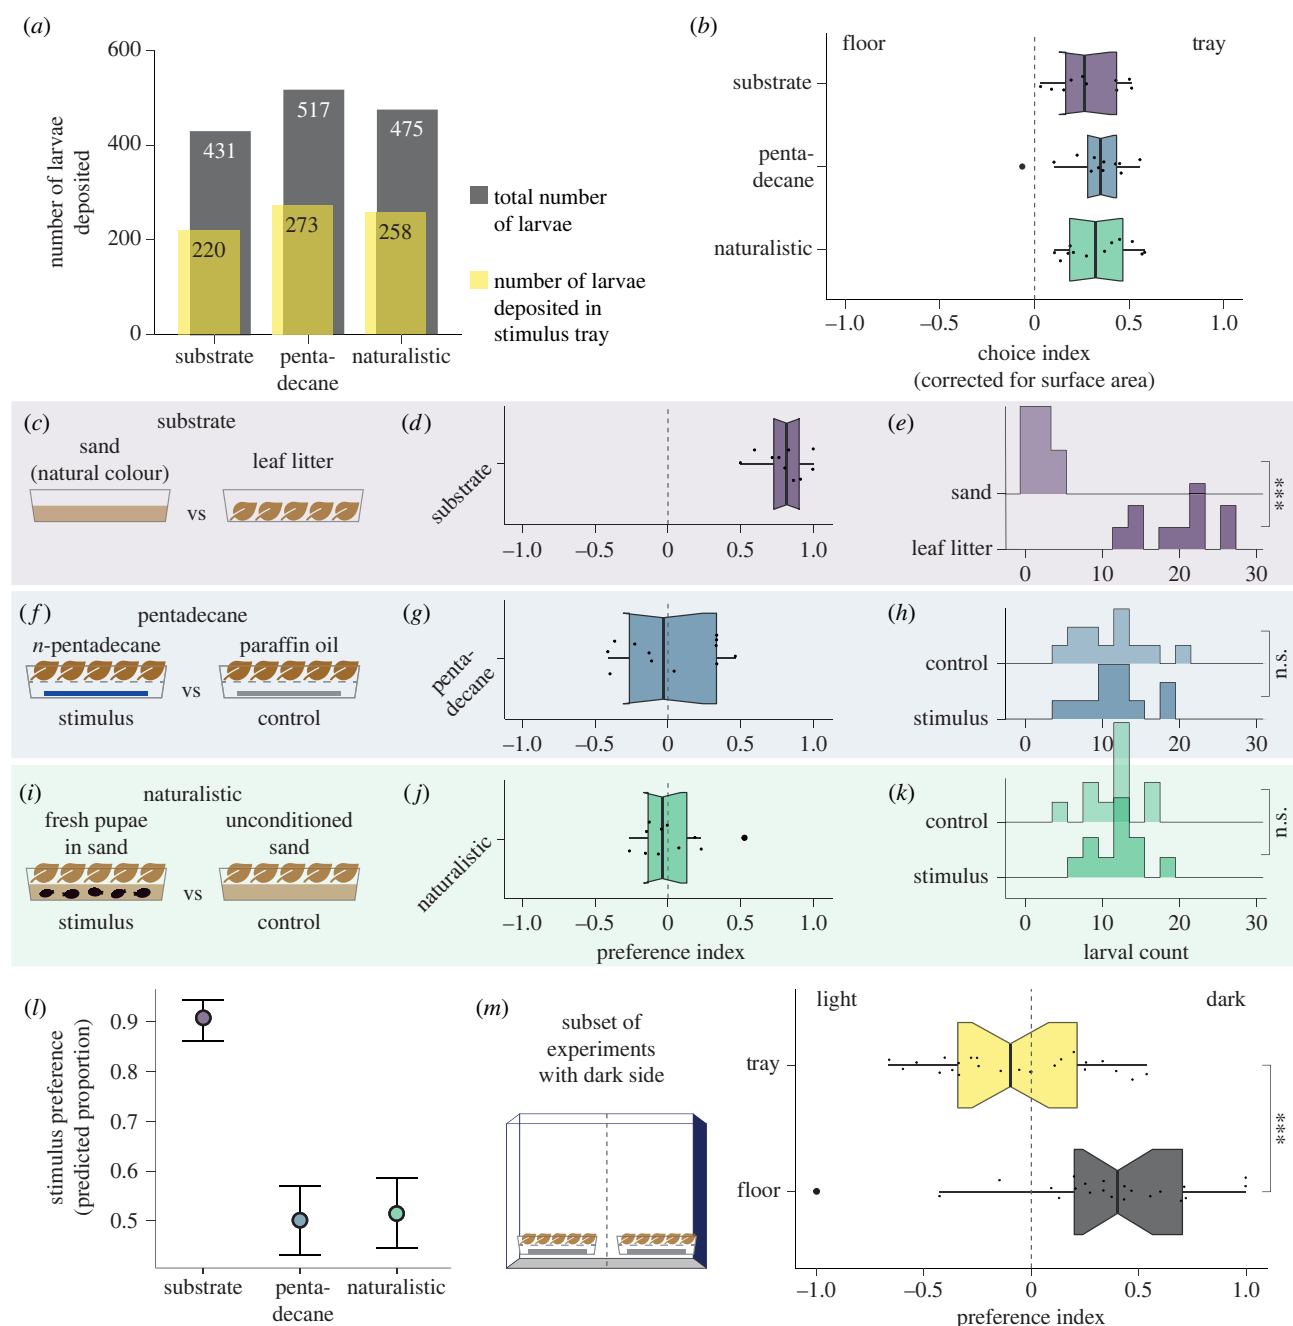 (a)
600
400
200
0
number of larvae
deposited
431
517
475
220
273
258
substrate
penta-
decane
naturalistic
total number
of larvae
number of larvae
deposited in
stimulus tray
(b)
floor
tray
substrate
penta-
decane
naturalistic
–1.0 –0.5 0 0.5 1.0
choice index
(corrected for surface area)
(c)
substrate
sand
(natural colour)
vs
leaf litter
(d)
substrate
–1.0 –0.5 0 0.5 1.0
(e)
sand
leaf litter
***
0 10 20 30
(f)
pentadecane
n-pentadecane
paraffin oil
vs
stimulus
control
(g)
penta-
decane
–1.0 –0.5 0 0.5 1.0
(h)
control
stimulus
n.s.
0 10 20 30
(i)
naturalistic
fresh pupae
in sand
unconditioned
sand
vs
stimulus
control
(j)
naturalistic
–1.0 –0.5 0 0.5 1.0
preference index
(k)
control
stimulus
n.s.
0 10 20 30
larval count
(l)
stimulus preference
(predicted proportion)
0.9
0.8
0.7
0.6
0.5
substrate
penta-
decane
naturalistic
(m)
subset of
experiments
with dark side
light
dark
tray
floor
***
–1.0 –0.5 0 0.5 1.0
preference index